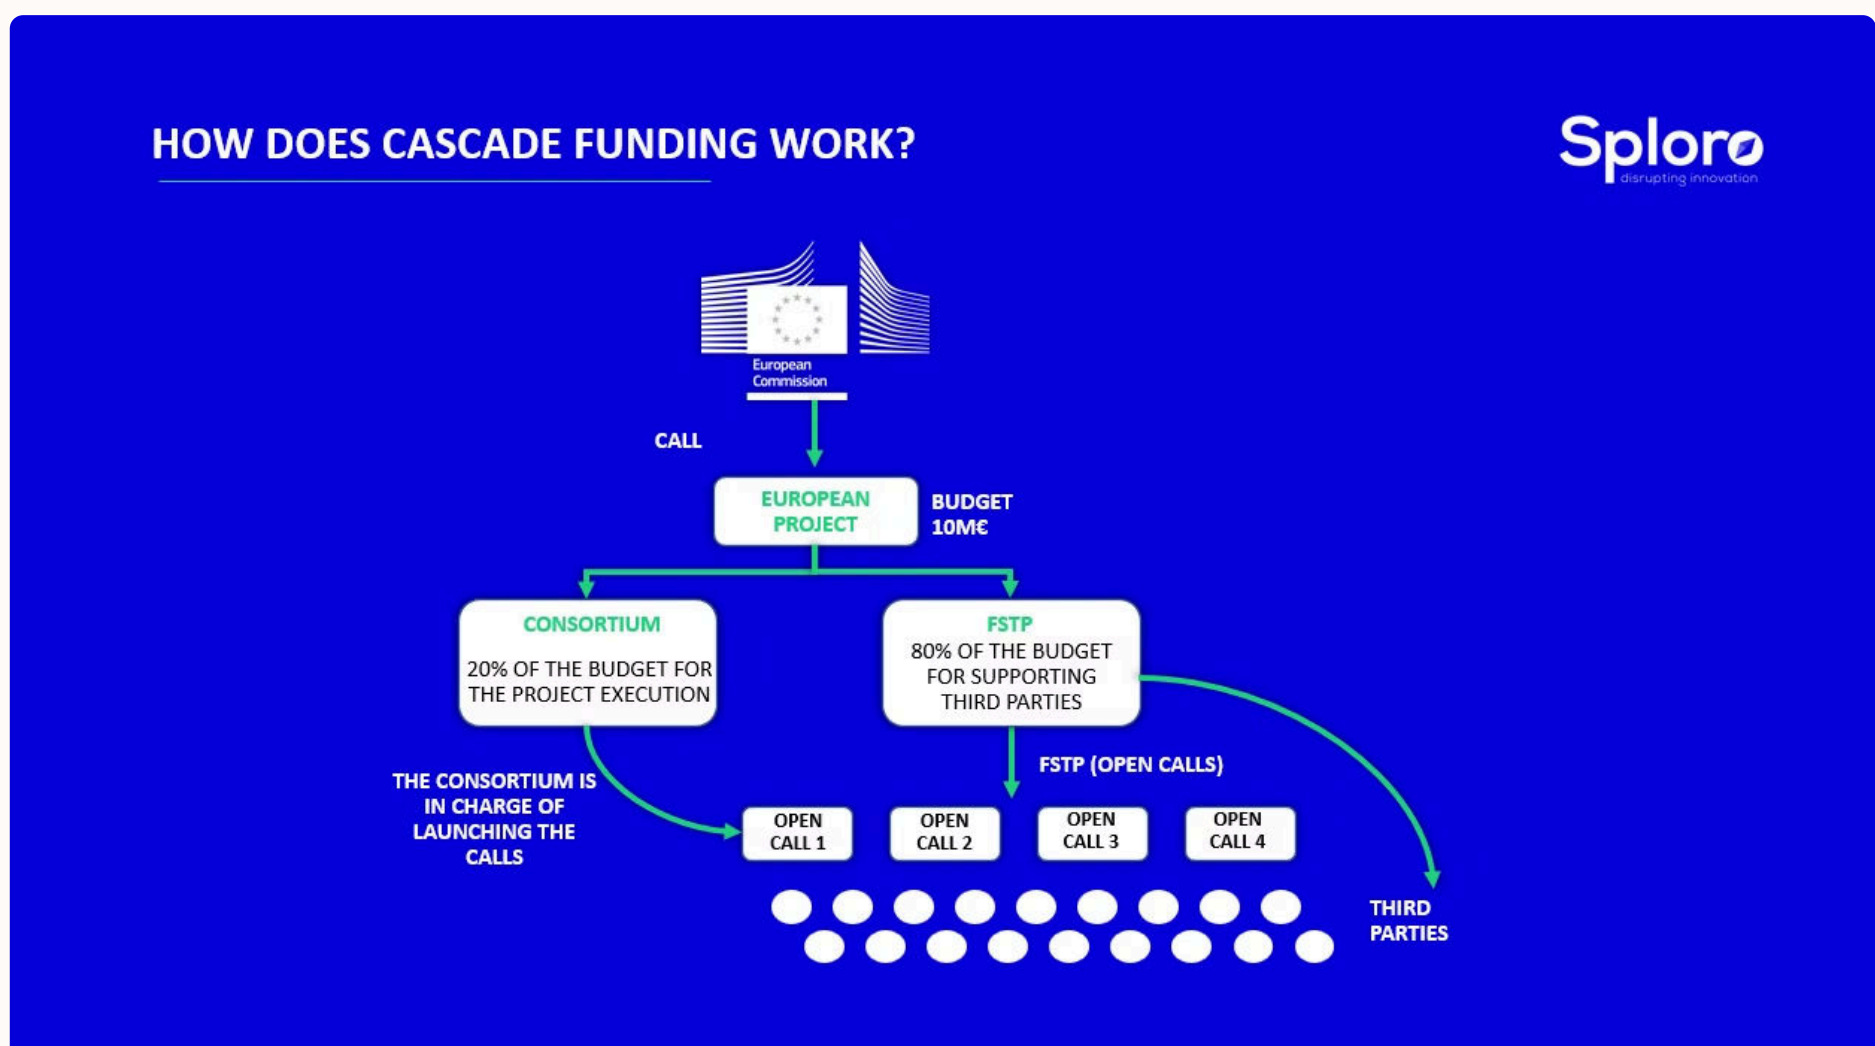 HOW DOES CASCADE FUNDING WORK?
Sploro
disrupting innovation
European
Commission
CALL
EUROPEAN
PROJECT
BUDGET
10M€
CONSORTIUM
20% OF THE BUDGET FOR
THE PROJECT EXECUTION
FSTP
80% OF THE BUDGET
FOR SUPPORTING
THIRD PARTIES
THE CONSORTIUM IS
IN CHARGE OF
LAUNCHING THE
CALLS
FSTP (OPEN CALLS)
OPEN
CALL 1
OPEN
CALL 2
OPEN
CALL 3
OPEN
CALL 4
THIRD
PARTIES